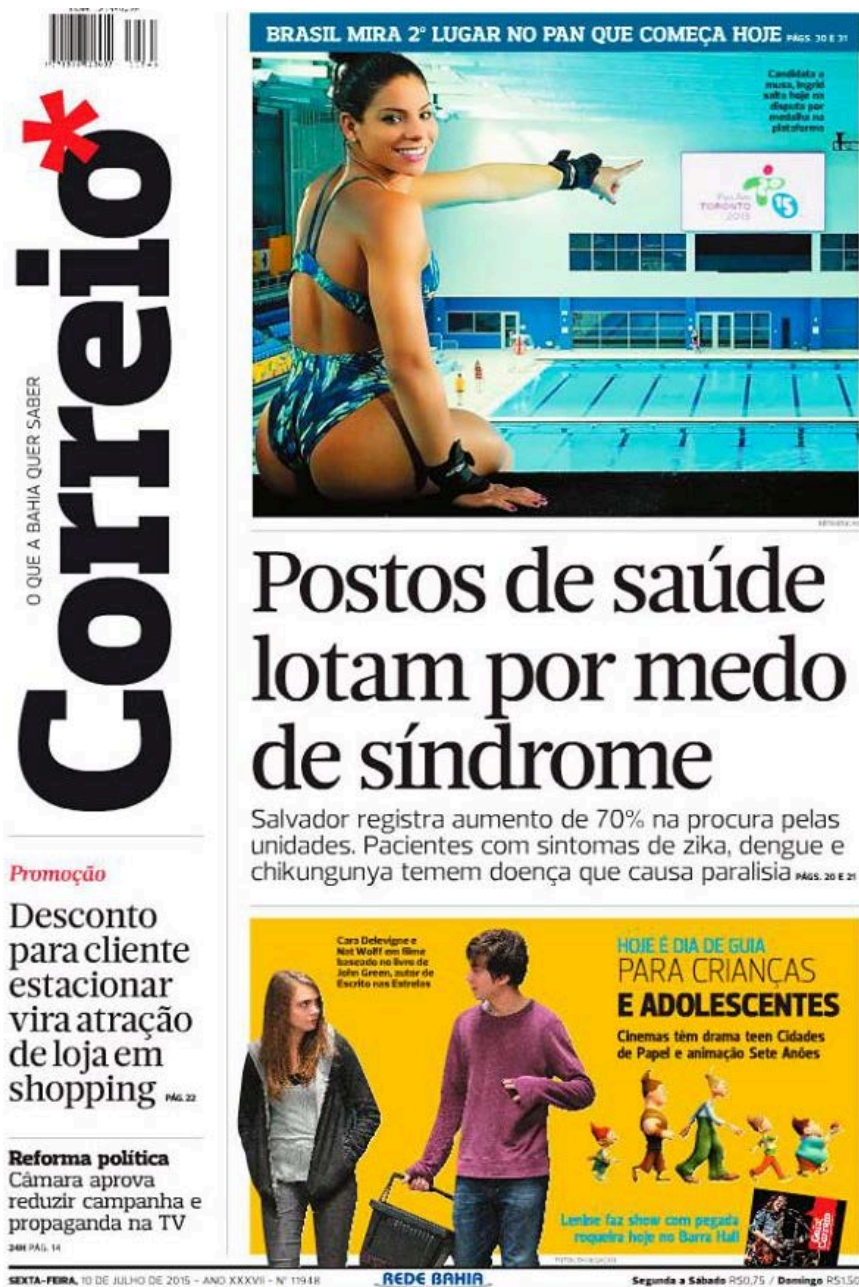 BRASIL MIRA 2º LUGAR NO PAN QUE COMEÇA HOJE PÁGS. 30 E 31
Correio*
O QUE A BAHIA QUER SABER
Candidata a
musa, Ingrid
salta hoje na
disputa por
medalha na
plataforma
TORONTO
2015
15
Postos de saúde
lotam por medo
de síndrome
Salvador registra aumento de 70% na procura pelas
unidades. Pacientes com sintomas de zika, dengue e
chikungunya temem doença que causa paralisia PÁGS. 20 E 21
Promoção
Desconto
para cliente
estacionar
vira atração
de loja em
shopping PÁG. 22
Reforma política
Câmara aprova
reduzir campanha e
propaganda na TV
24H PÁG. 14
Cara Delevigne e
Nat Wolff em filme
baseado no livro de
John Green, autor de
Escrito nas Estrelas
HOJE É DIA DE GUIA
PARA CRIANÇAS
E ADOLESCENTES
Cinemas têm drama teen Cidades
de Papel e animação Sete Anões
Lenine faz show com pegada
roqueira hoje no Barra Hall
SEXTA-FEIRA, 10 DE JULHO DE 2015 - ANO XXXVII - Nº 11948
REDE BAHIA
Segunda a Sábado R$0,75 / Domingo R$1,50